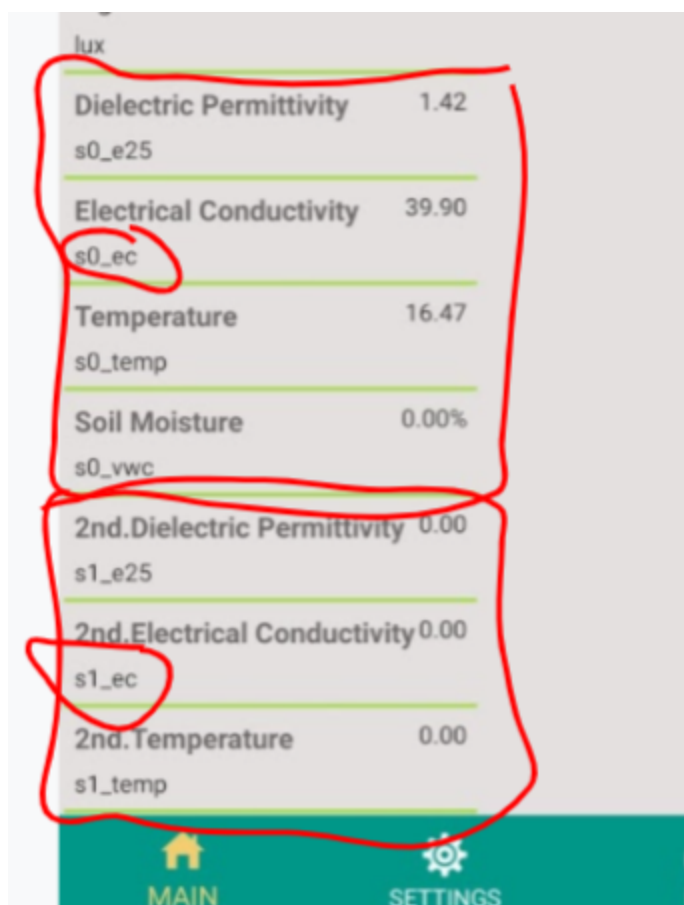 lux
Dielectric Permittivity 1.42
s0_e25
Electrical Conductivity 39.90
s0_ec
Temperature 16.47
s0_temp
Soil Moisture 0.00%
s0_vwc
2nd.Dielectric Permittivity 0.00
s1_e25
2nd.Electrical Conductivity 0.00
s1_ec
2nd.Temperature 0.00
s1_temp
MAIN SETTINGS